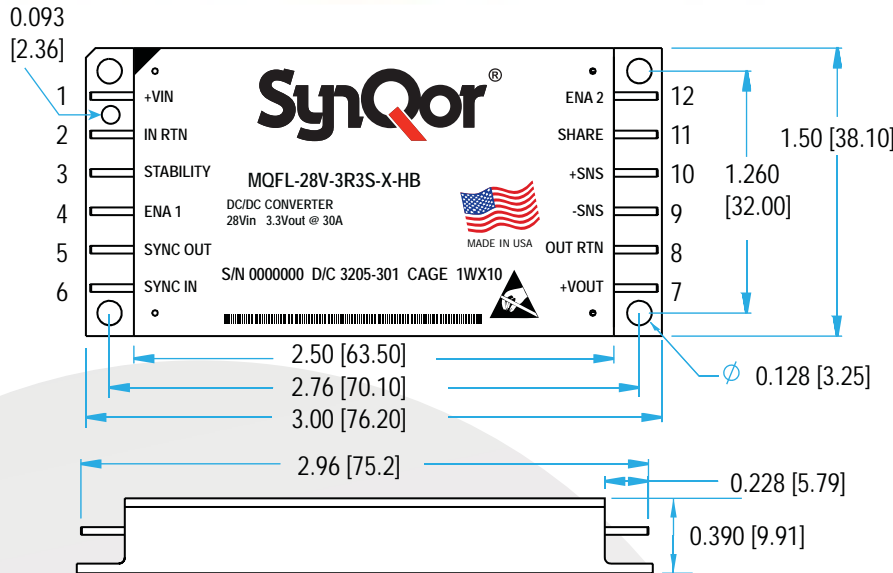 0.093
[2.36]
SynQor®
1 +VIN
2 IN RTN
3 STABILITY
4 ENA 1
5 SYNC OUT
6 SYNC IN
ENA 2 12
SHARE 11
+SNS 10
-SNS 9
OUT RTN 8
+VOUT 7
MQFL-28V-3R3S-X-HB
DC/DC CONVERTER
28Vin 3.3Vout @ 30A
MADE IN USA
S/N 0000000 D/C 3205-301 CAGE 1WX10
1.50 [38.10]
1.260
[32.00]
2.50 [63.50]
2.76 [70.10]
3.00 [76.20]
Ø 0.128 [3.25]
2.96 [75.2]
0.228 [5.79]
0.390 [9.91]